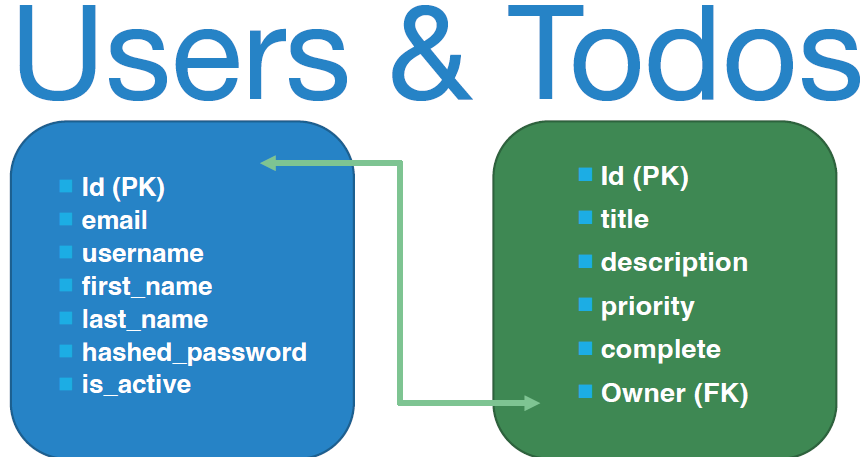 Users & Todos
Id (PK)
email
username
first_name
last_name
hashed_password
is_active
Id (PK)
title
description
priority
complete
Owner (FK)